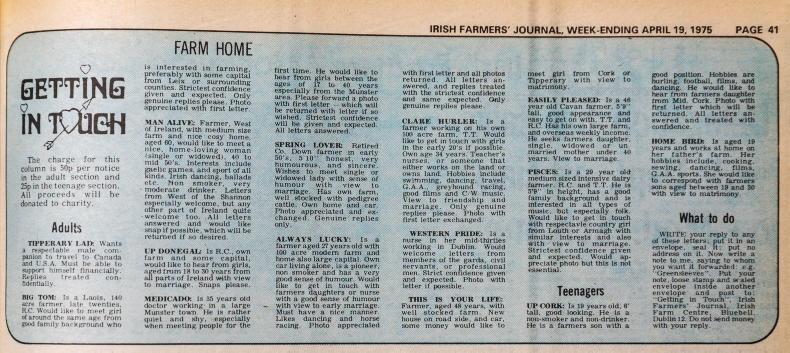 IRISH FARMERS' JOURNAL, WEEK-ENDING APRIL 19, 1975 PAGE 41
FARM HOME
GETTING
IN TOUCH
The charge for this
column is 50p per notice
in the adult section and
25p in the teenage section.
All proceeds will be
donated to charity.
Adults
TIPPERARY LAD: Wants
a respectable male com-
panion to travel to Canada
and U.S.A. Must be able to
support himself financially.
Replies treated con-
fidentially.
BIG TOM: Is a Laois, 140
acre farmer, late twenties,
R.C. Would like to meet girl
of around the same age from
good family background who
is interested in farming,
preferably with some capital
from Leix or surrounding
counties. Strictest confidence
given and expected. Only
genuine replies please. Photo
appreciated with first letter.
MAN ALIVE: Farmer, West
of Ireland, with medium size
farm and nice cosy home,
aged 60, would like to meet a
nice, home-loving woman
(single or widowed), 40 to
mid 50's. Interests include
gaelic games, and sport of all
kinds. Irish dancing, ballads
etc. Non smoker, very
moderate drinker. Letters
from West of the Shannon
especially welcome, but any
other part of Ireland quite
welcome too. All letters
answered and would like
snap if possible, which will be
returned if so desired.
UP DONEGAL: Is R.C., own
farm and some capital,
would like to hear from girls,
aged from 18 to 30 years from
all parts of Ireland with view
to marriage. Snaps please.
MEDICADO: Is 35 years old
doctor working in a large
Munster town. He is rather
quiet and shy, especially
when meeting people for the
first time. He would like to
hear from girls between the
ages of 17 to 40 years
especially from the Munster
area. Please forward a photo
with first letter — which will
be returned with letter if so
wished. Strictest confidence
will be given and expected.
All letters answered.
SPRING LOVER: Retired
Co. Down farmer in early
50's, 5'10" honest, very
humourous, and sincere.
Wishes to meet single or
widowed lady with sense of
humour with view to
marriage. Has own farm,
well stocked with pedigree
cattle. Own home and car.
Photo appreciated and ex-
changed. Genuine replies
only.
ALWAYS LUCKY: Is a
farmer aged 27 years old with
100 acre modern farm and
home also large capital. Own
car living alone, is a pioneer,
non smoker and has a very
good sense of humour. Would
like to get in touch with
farmers daughters or nurse
with a good sense of humour
with view to early marriage.
Must have a nice manner.
Likes dancing and horse
racing. Photo appreciated
with first letter and all photos
returned. All letters an-
swered, and replies treated
with the strictest confidence
and same expected. Only
genuine replies please.
CLARE HURLER: Is a
farmer working on his own
100 acre farm. T.T. Would
like to get in touch with girls
in the early 20's if possible.
Own age 34 years. Teacher's
nurses, or someone that
either works on the land or
owns land. Hobbies include
swimming, dancing, travel,
G.A.A., greyhound racing,
good films and C-W music.
View to friendship and
marriage. Only genuine
replies please. Photo with
first letter exchanged.
WESTERN PRIDE: Is a
nurse in her mid-thirties
working in Dublin. Would
welcome letters from
members of the gardai, civil
servants, or professional
men. Strict confidence given
and expected. Photo with
letter if possible.
THIS IS YOUR LIFE:
Farmer, aged 48 years, with
well stocked farm. New
house on road side, and car,
some money would like to
meet girl from Cork or
Tipperary with view to
matrimony.
EASILY PLEASED: Is a 46
year old Cavan farmer. 5'9"
tall, good appearance and
easy to get on with. T.T. and
R.C. Has his own large farm,
and overseas weekly income.
He seeks farmers daughter,
single, widowed or un-
married mother under 40
years. View to marriage.
PISCES: Is a 29 year old
medium sized intensive dairy
farmer. R.C. and T.T. He is
5'9" in height, has a good
family background and is
interested in all types of
music, but especially folk.
Would like to get in touch
with respectable country girl from
Louth or Armagh with
similar interests and also
with view to marriage.
Strictest confidence given
and expected. Would ap-
preciate photo but this is not
essential.
Teenagers
UP CORK: Is 19 years old, 6'
tall, good looking. He is a
non-smoker and non-drinker.
He is a farmers son with a
good position. Hobbies are
hurling, football, films, and
dancing. He would like to
hear from farmers daughter
from Mid. Cork. Photo with
first letter which will be
returned. All letters an-
swered and treated with
confidence.
HOME BIRD: Is aged 19
years and works at home on
her father's farm. Her
hobbies include, cooking,
sewing, dancing, films,
G.A.A. sports. She would like
to correspond with farmers
sons aged between 19 and 30
with view to matrimony.
What to do
WRITE your reply to any
of these letters; put it in an
envelope, seal it; put no
address on it. Now write a
note to me, saying to whom
you want it forwarded: e.g.
"Greensleeves". Put your
note, loose stamp and sealed
envelope inside another
envelope and post to:
"Getting in Touch", Irish
Farmers' Journal, Irish
Farm Centre, Bluebell,
Dublin 12. Do not send money
with your reply.